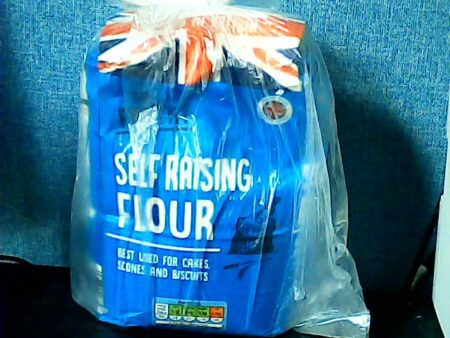 SELF RAISING
FLOUR
BEST USED FOR CAKES,
SCONES AND BISCUITS